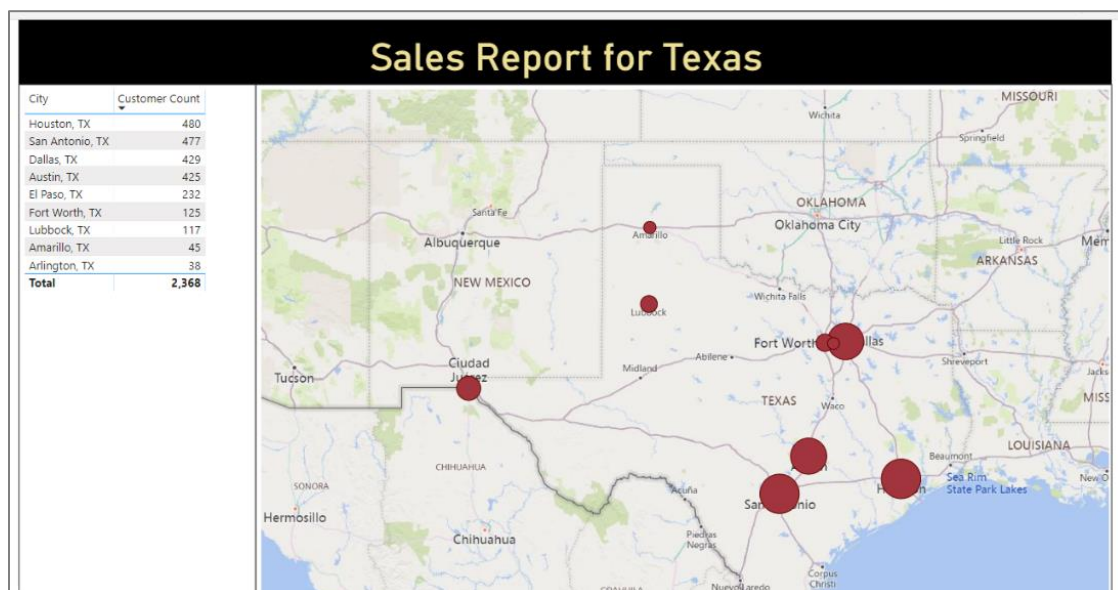 Sales Report for Texas
City Customer Count
Houston, TX 480
San Antonio, TX 477
Dallas, TX 429
Austin, TX 425
El Paso, TX 232
Fort Worth, TX 125
Lubbock, TX 117
Amarillo, TX 45
Arlington, TX 38
Total 2,368
MISSOURI
Wichita
Springfield
Santa Fe
OKLAHOMA
Albuquerque
Amarillo
Oklahoma City
Little Rock
ARKANSAS
NEW MEXICO
Wichita Falls
Lubbock
Fort Worth
Abilene
Shreveport
Ciudad
Midland
Tucson
TEXAS
Waco
LOUISIANA
Beaumont
CHIHUAHUA
Sea Rim
State Park Lakes
SONORA
Acuña
Hermosillo
Chihuahua
Piedras
Negras
Corpus
Christi
Nuevo Laredo